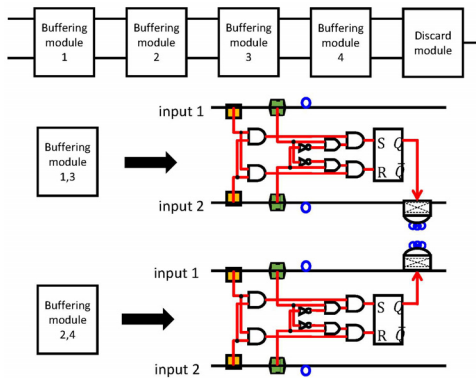 Buffering
module
1
Buffering
module
2
Buffering
module
3
Buffering
module
4
Discard
module
input 1
Buffering
module
1,3
S Q
R Q̅
input 2
input 1
Buffering
module
2,4
S Q
R Q̅
input 2